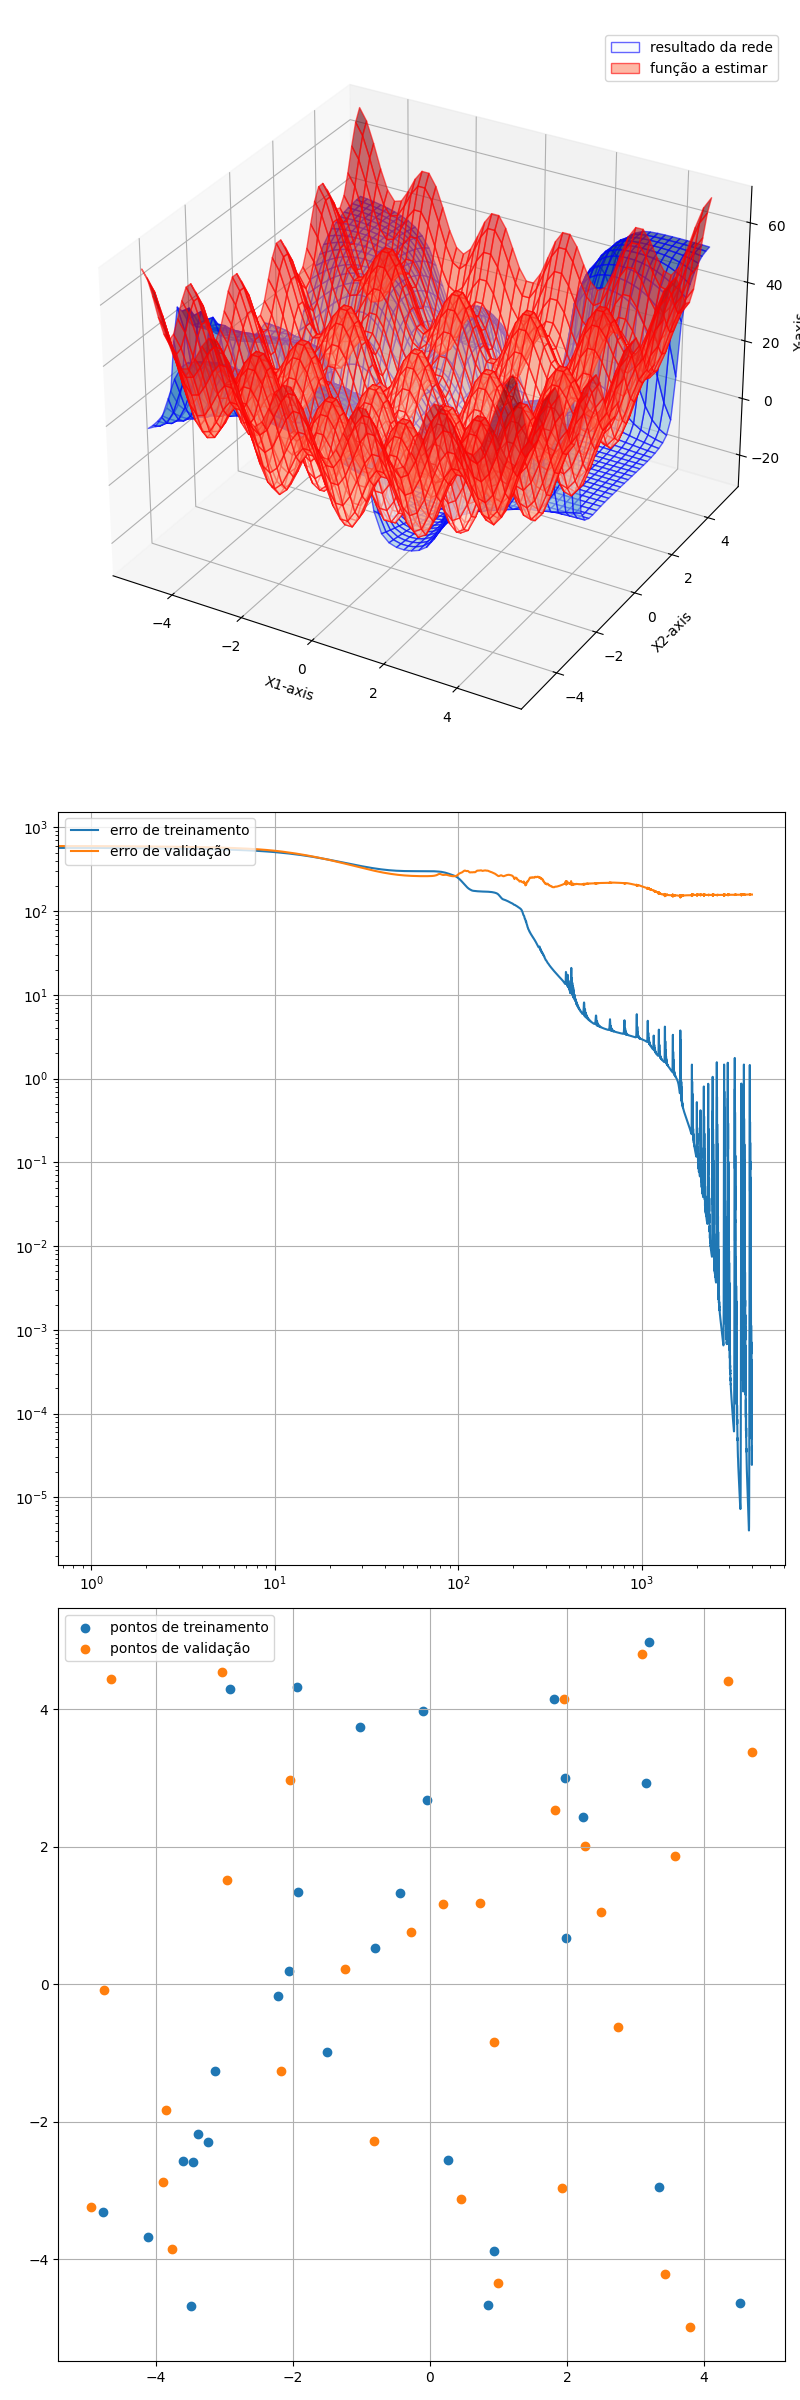 resultado da rede
função a estimar
60
40
20
0
−20
Y-axis
4
2
0
−2
−4
X2-axis
−4
−2
0
2
4
X1-axis
erro de treinamento
erro de validação
10³
10²
10¹
10⁰
10⁻¹
10⁻²
10⁻³
10⁻⁴
10⁻⁵
10⁰ 10¹ 10² 10³
pontos de treinamento
pontos de validação
4
2
0
−2
−4
−4 −2 0 2 4